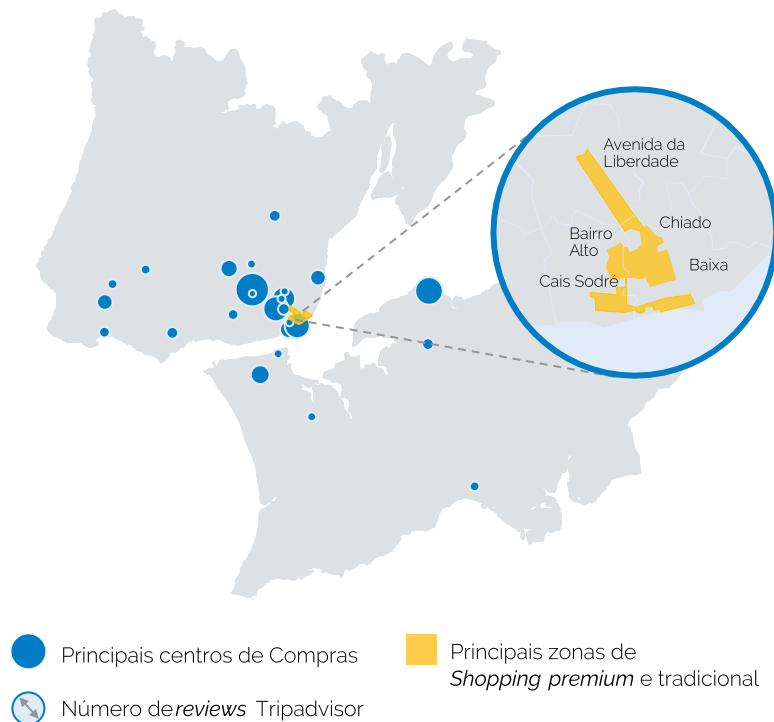 Avenida da
Liberdade
Chiado
Bairro
Alto
Baixa
Cais Sodré
Principais centros de Compras
Número de reviews Tripadvisor
Principais zonas de
Shopping premium e tradicional